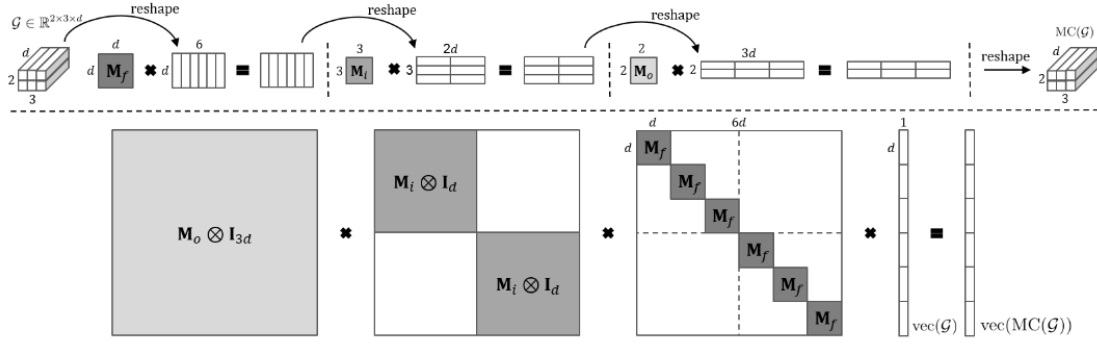 𝒢 ∈ ℝ^{2×3×d} reshape reshape reshape MC(𝒢)
d 2 3 d d M_f ✖ d 6 = 3 3 M_i ✖ 3 2d = 2 2 M_o ✖ 2 3d = reshape d 2 3
d 6d 1
M_o ⊗ I_{3d} ✖ M_i ⊗ I_d M_i ⊗ I_d ✖ d M_f M_f M_f M_f M_f M_f ✖ d =
vec(𝒢) vec(MC(𝒢))